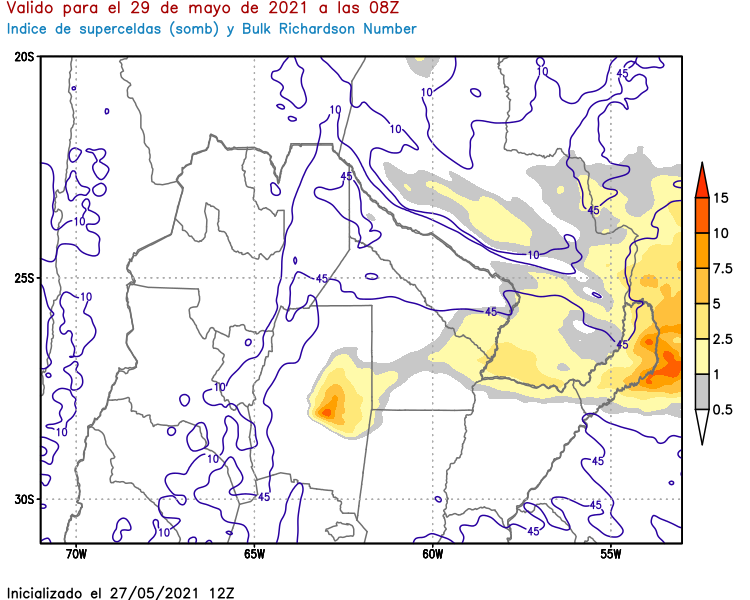 Valido para el 29 de mayo de 2021 a las 08Z
Indice de superceldas (somb) y Bulk Richardson Number
20S
25S
30S
70W
65W
60W
55W
10
45
10
10
10
45
45
10
10
45
45
10
45
10
10
10
45
45
45
10
45
15
10
7.5
5
2.5
1
0.5
Inicializado el 27/05/2021 12Z